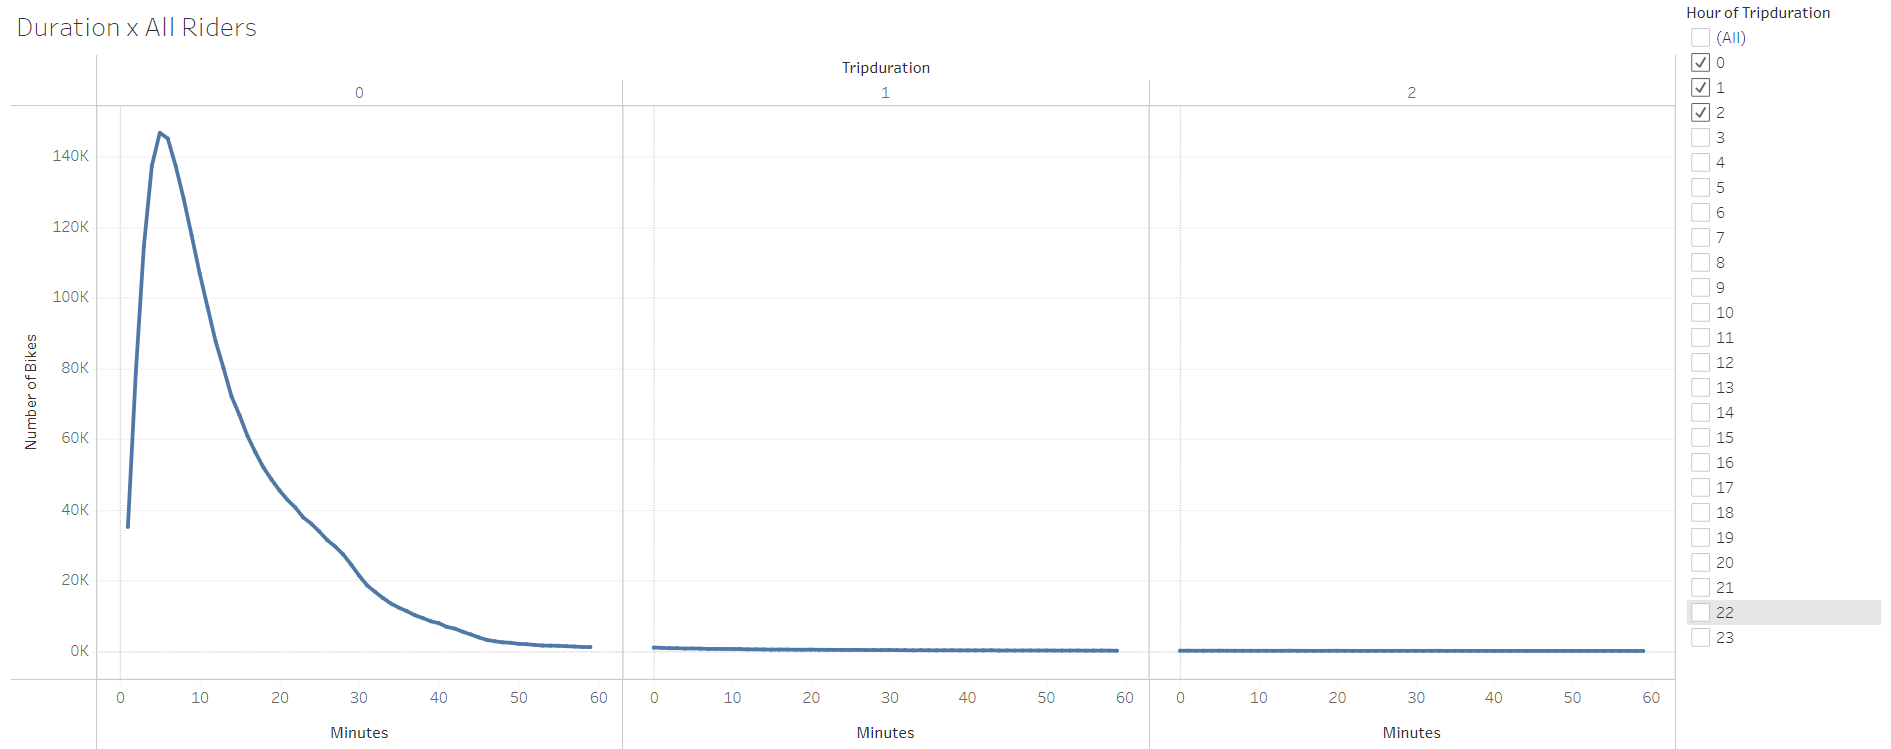 Duration x All Riders
Tripduration
0 1 2
Number of Bikes
140K
120K
100K
80K
60K
40K
20K
0K
0 10 20 30 40 50 60 0 10 20 30 40 50 60 0 10 20 30 40 50 60
Minutes Minutes Minutes
Hour of Tripduration
(All)
0
1
2
3
4
5
6
7
8
9
10
11
12
13
14
15
16
17
18
19
20
21
22
23